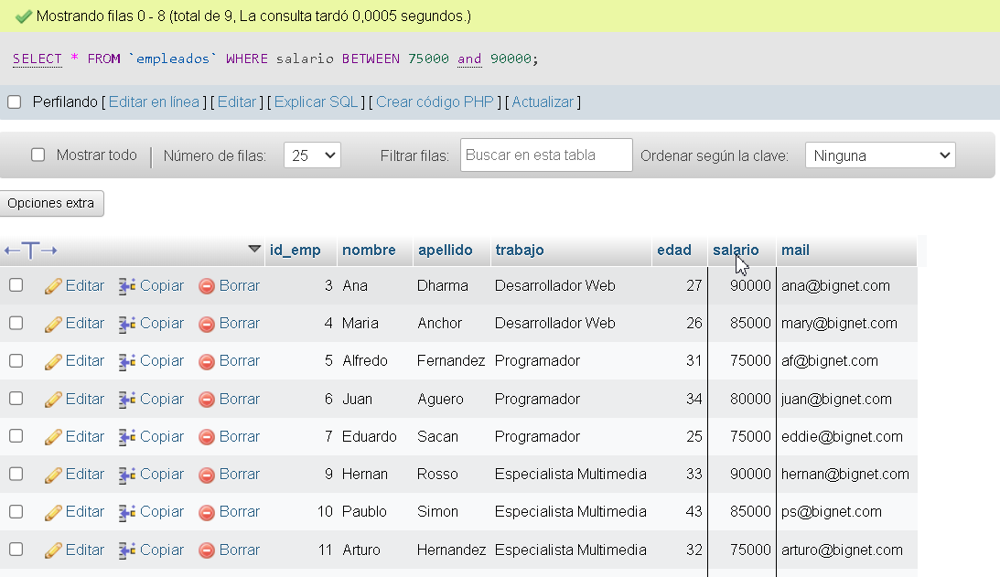 Mostrando filas 0 - 8 (total de 9, La consulta tardó 0,0005 segundos.)
SELECT * FROM `empleados` WHERE salario BETWEEN 75000 and 90000;
Perfilando [ Editar en línea ] [ Editar ] [ Explicar SQL ] [ Crear código PHP ] [ Actualizar ]
Mostrar todo Número de filas: 25 Filtrar filas: Buscar en esta tabla Ordenar según la clave: Ninguna
Opciones extra
←T→ id_emp nombre apellido trabajo edad salario mail
Editar Copiar Borrar 3 Ana Dharma Desarrollador Web 27 90000 ana@bignet.com
Editar Copiar Borrar 4 Maria Anchor Desarrollador Web 26 85000 mary@bignet.com
Editar Copiar Borrar 5 Alfredo Fernandez Programador 31 75000 af@bignet.com
Editar Copiar Borrar 6 Juan Aguero Programador 34 80000 juan@bignet.com
Editar Copiar Borrar 7 Eduardo Sacan Programador 25 75000 eddie@bignet.com
Editar Copiar Borrar 9 Hernan Rosso Especialista Multimedia 33 90000 hernan@bignet.com
Editar Copiar Borrar 10 Paublo Simon Especialista Multimedia 43 85000 ps@bignet.com
Editar Copiar Borrar 11 Arturo Hernandez Especialista Multimedia 32 75000 arturo@bignet.com